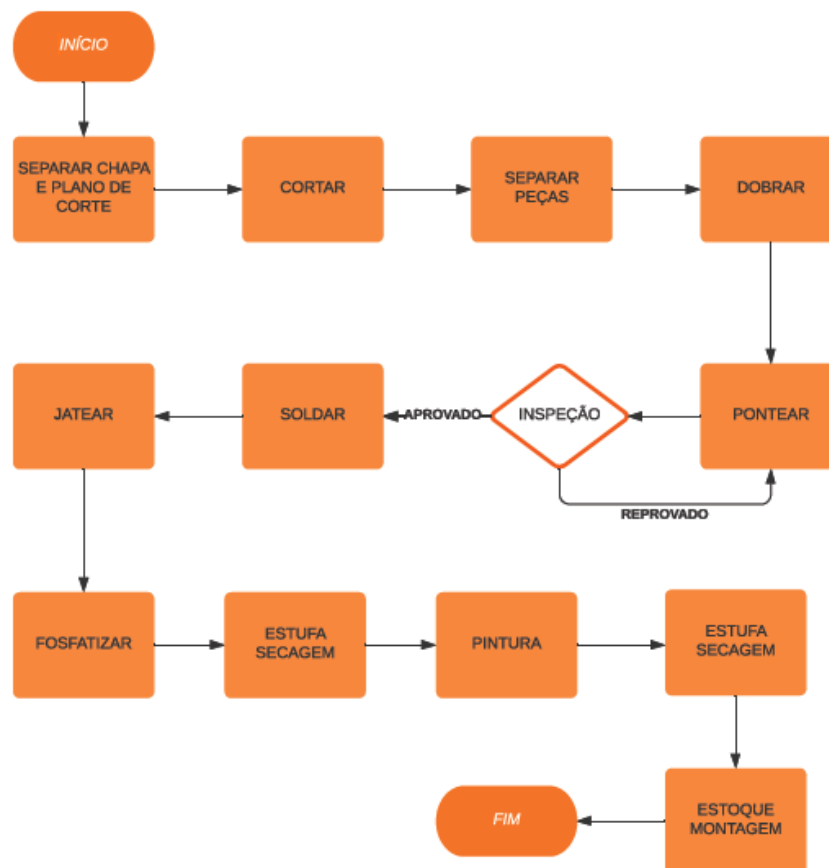 INÍCIO
SEPARAR CHAPA
E PLANO DE
CORTE
CORTAR
SEPARAR
PEÇAS
DOBRAR
JATEAR
SOLDAR
APROVADO
INSPEÇÃO
PONTEAR
REPROVADO
FOSFATIZAR
ESTUFA
SECAGEM
PINTURA
ESTUFA
SECAGEM
FIM
ESTOQUE
MONTAGEM